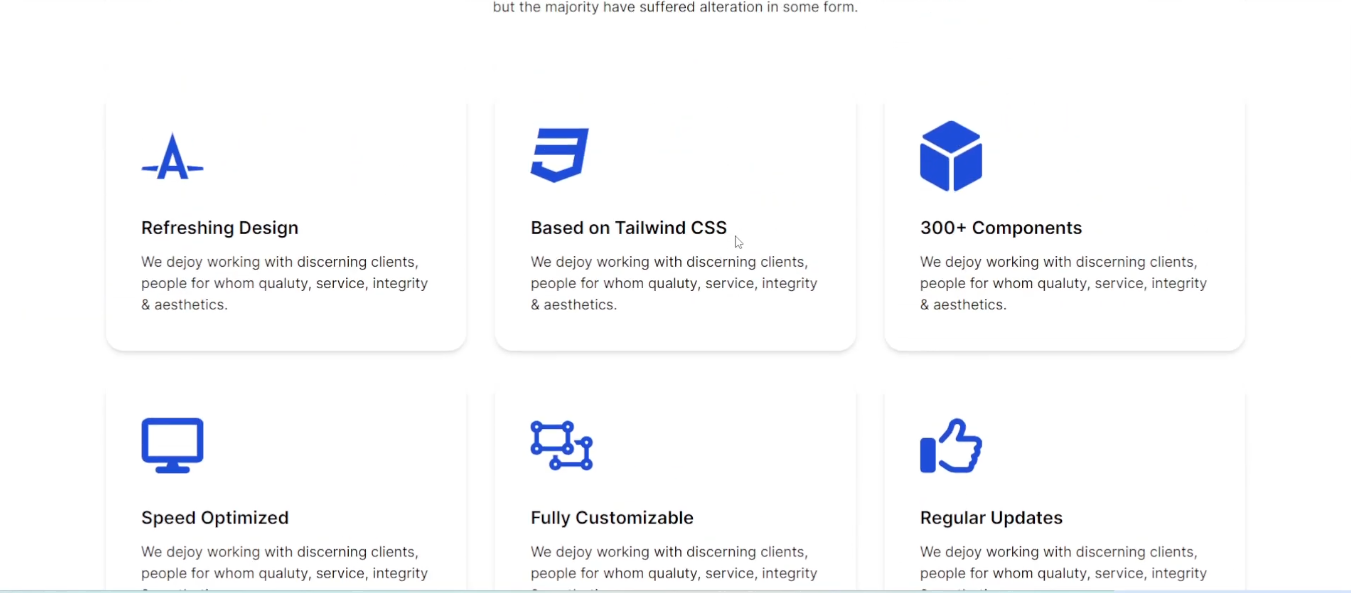 but the majority have suffered alteration in some form.
Refreshing Design
We dejoy working with discerning clients,
people for whom qualuty, service, integrity
& aesthetics.
Based on Tailwind CSS
We dejoy working with discerning clients,
people for whom qualuty, service, integrity
& aesthetics.
300+ Components
We dejoy working with discerning clients,
people for whom qualuty, service, integrity
& aesthetics.
Speed Optimized
We dejoy working with discerning clients,
people for whom qualuty, service, integrity
Fully Customizable
We dejoy working with discerning clients,
people for whom qualuty, service, integrity
Regular Updates
We dejoy working with discerning clients,
people for whom qualuty, service, integrity